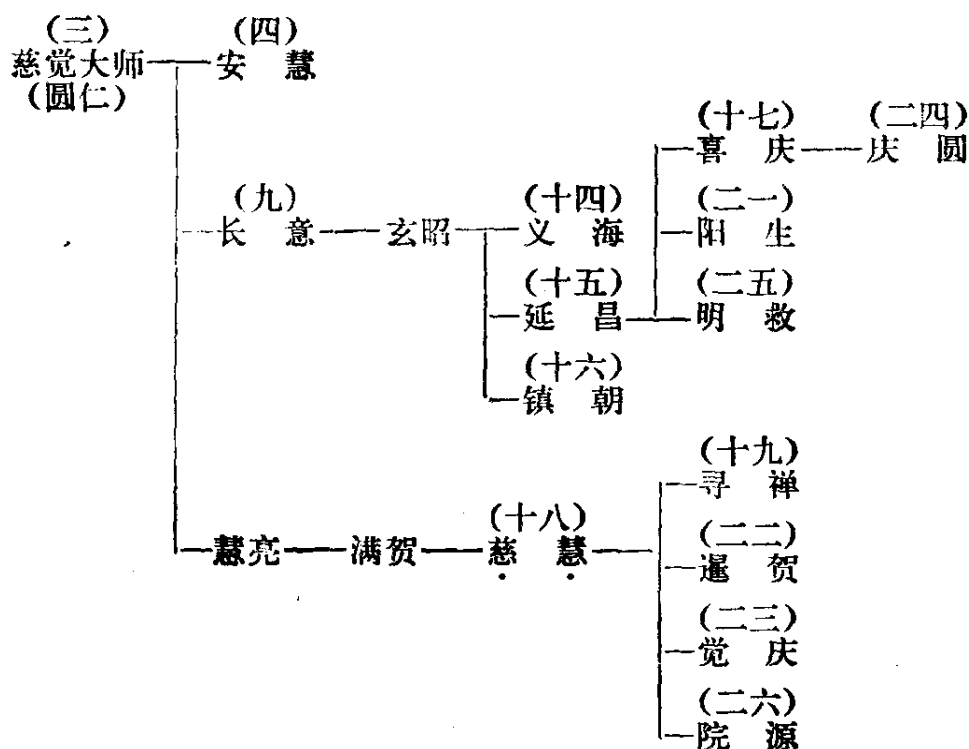 (三) (四)
慈觉大师 安 慧
(圆仁)
(十七) (二四)
喜 庆 庆 圆
(九) (十四) (二一)
长 意 玄昭 义 海 阳 生
(十五) (二五)
延 昌 明 救
(十六)
镇 朝
(十九)
寻 禅
(十八) (二二)
慧亮 满贺 慈 慧 暹 贺
(二三)
觉 庆
(二六)
院 源